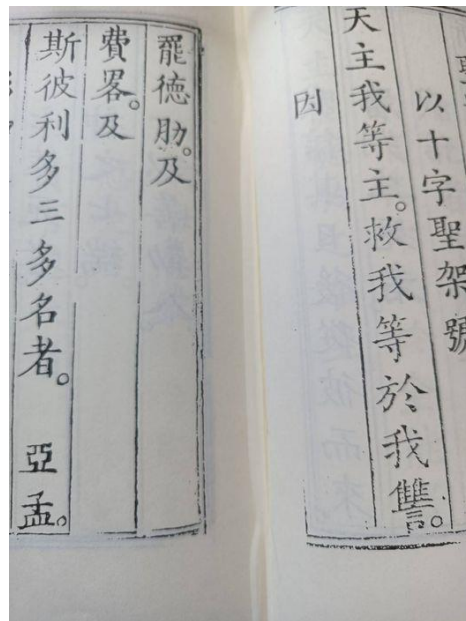 以十字聖架號
天主我等主。救我等於我讐。
因
罷德肋。及
費畧。及
斯彼利多三多名者。 亞孟。